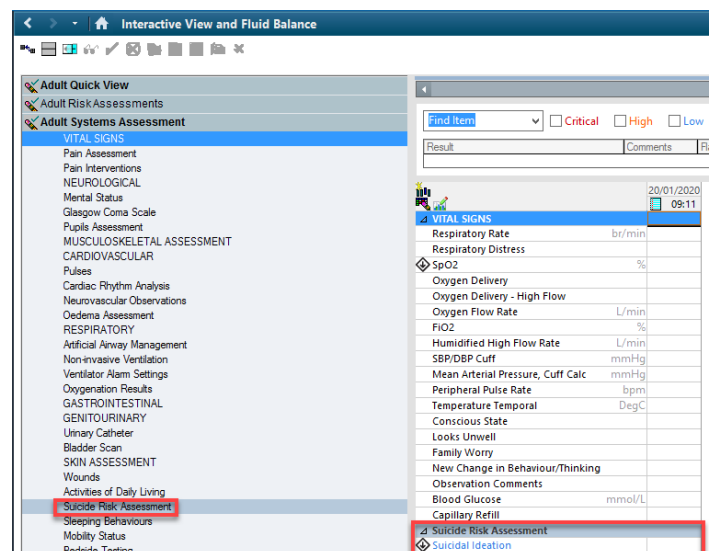 Interactive View and Fluid Balance
Adult Quick View
Adult Risk Assessments
Adult Systems Assessment
VITAL SIGNS
Pain Assessment
Pain Interventions
NEUROLOGICAL
Mental Status
Glasgow Coma Scale
Pupils Assessment
MUSCULOSKELETAL ASSESSMENT
CARDIOVASCULAR
Pulses
Cardiac Rhythm Analysis
Neurovascular Observations
Oedema Assessment
RESPIRATORY
Artificial Airway Management
Non-invasive Ventilation
Ventilator Alarm Settings
Oxygenation Results
GASTROINTESTINAL
GENITOURINARY
Urinary Catheter
Bladder Scan
SKIN ASSESSMENT
Wounds
Activities of Daily Living
Suicide Risk Assessment
Sleeping Behaviours
Mobility Status
Bedside Testing
Find Item Critical High Low
Result Comments
20/01/2020
09:11
VITAL SIGNS
Respiratory Rate br/min
Respiratory Distress
SpO2 %
Oxygen Delivery
Oxygen Delivery - High Flow
Oxygen Flow Rate L/min
FiO2 %
Humidified High Flow Rate L/min
SBP/DBP Cuff mmHg
Mean Arterial Pressure, Cuff Calc mmHg
Peripheral Pulse Rate bpm
Temperature Temporal DegC
Conscious State
Looks Unwell
Family Worry
New Change in Behaviour/Thinking
Observation Comments
Blood Glucose mmol/L
Capillary Refill
Suicide Risk Assessment
Suicidal Ideation